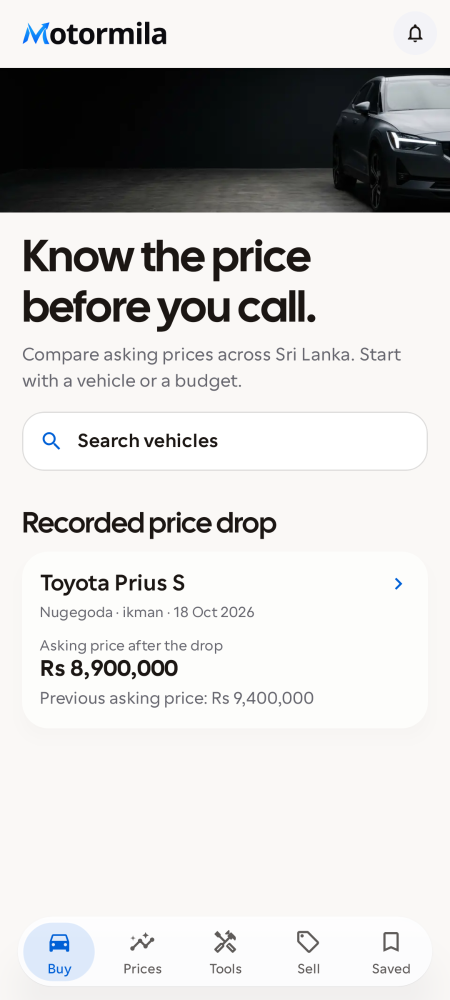 Motormila
Know the price
before you call.
Compare asking prices across Sri Lanka. Start
with a vehicle or a budget.
Search vehicles
Recorded price drop
Toyota Prius S
Nugegoda · ikman · 18 Oct 2026
Asking price after the drop
Rs 8,900,000
Previous asking price: Rs 9,400,000
Buy
Prices
Tools
Sell
Saved